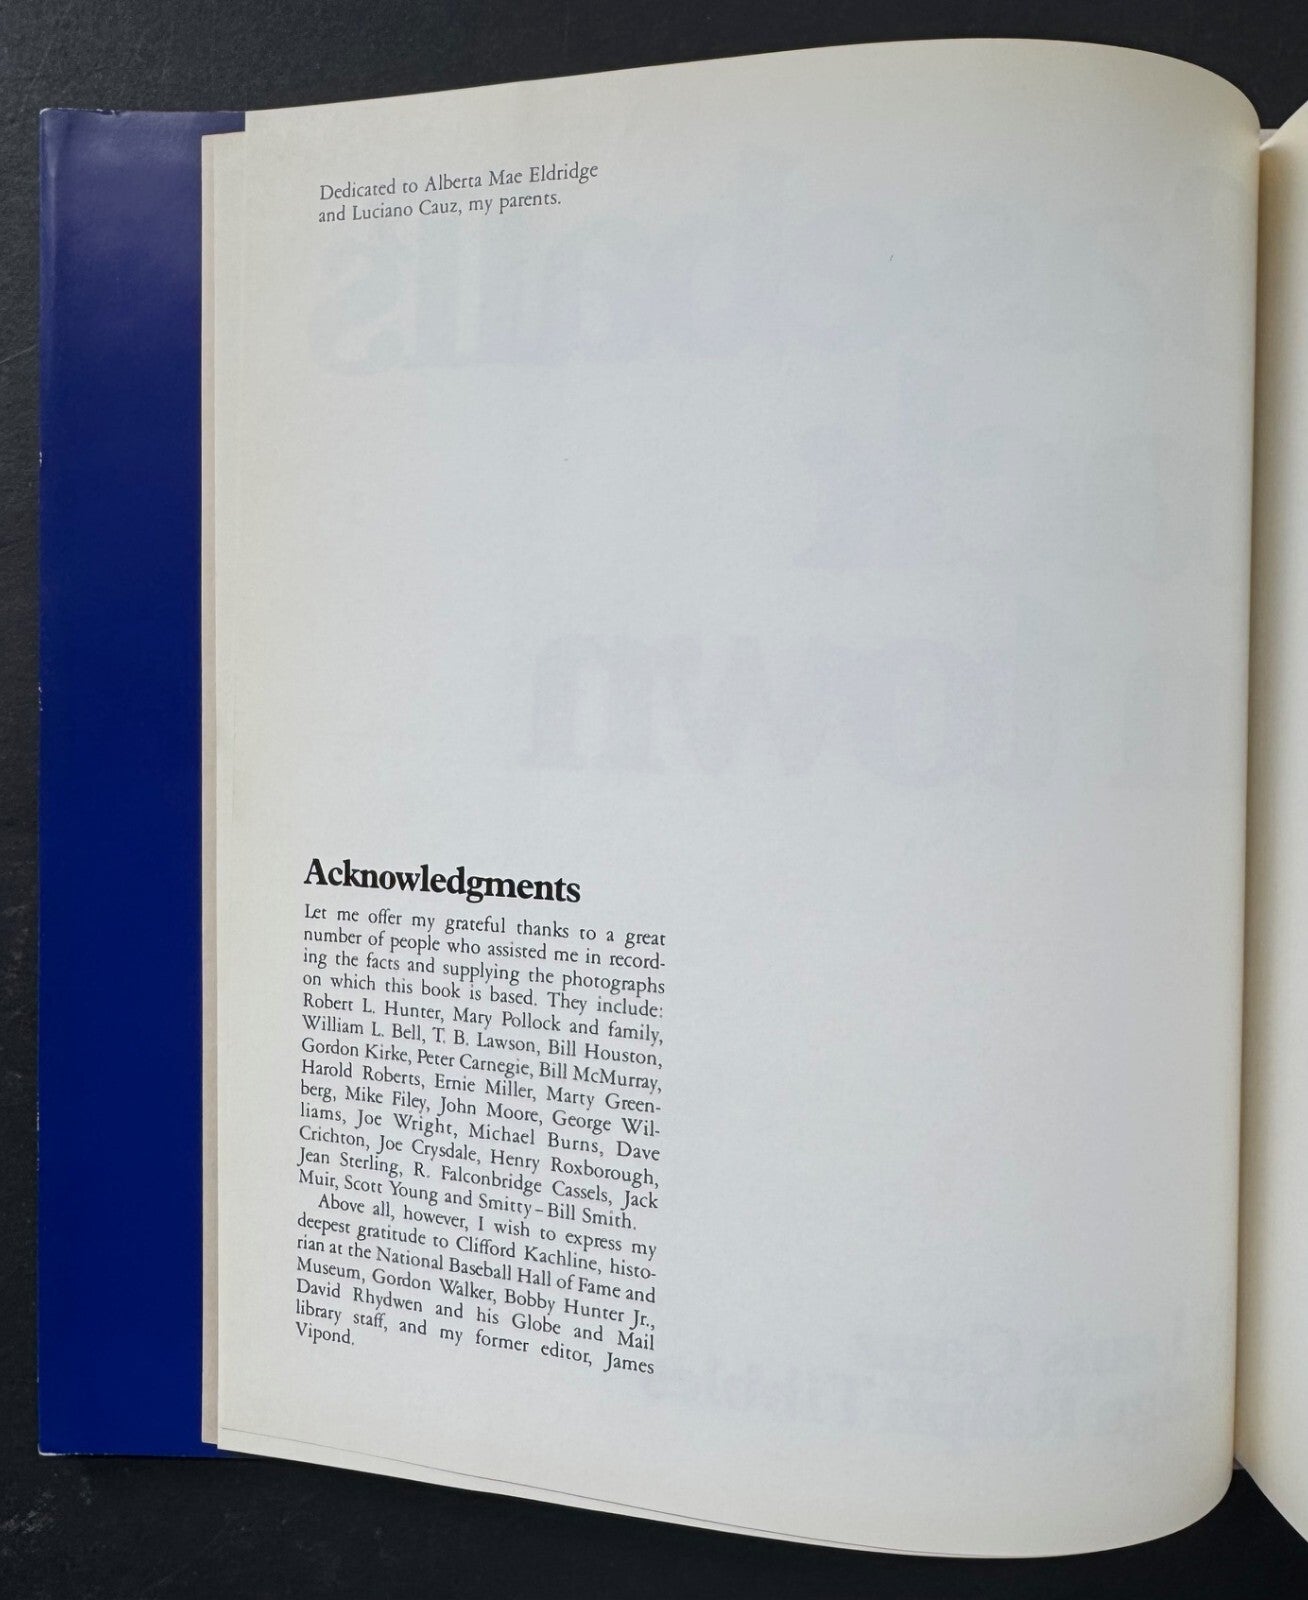 Dedicated to Alberta Mae Eldridge
and Luciano Cauz, my parents.
Acknowledgments
Let me offer my grateful thanks to a great
number of people who assisted me in record-
ing the facts and supplying the photographs
on which this book is based. They include:
Robert L. Hunter, Mary Pollock and family,
William L. Bell, T. B. Lawson, Bill Houston,
Gordon Kirke, Peter Carnegie, Bill McMurray,
Harold Roberts, Ernie Miller, Marty Green-
berg, Mike Filey, John Moore, George Wil-
liams, Joe Wright, Michael Burns, Dave
Crichton, Joe Crysdale, Henry Roxborough,
Jean Sterling, R. Falconbridge Cassels, Jack
Muir, Scott Young and Smitty–Bill Smith.
Above all, however, I wish to express my
deepest gratitude to Clifford Kachline, histo-
rian at the National Baseball Hall of Fame and
Museum, Gordon Walker, Bobby Hunter Jr.,
David Rhydwen and his Globe and Mail
library staff, and my former editor, James
Vipond.